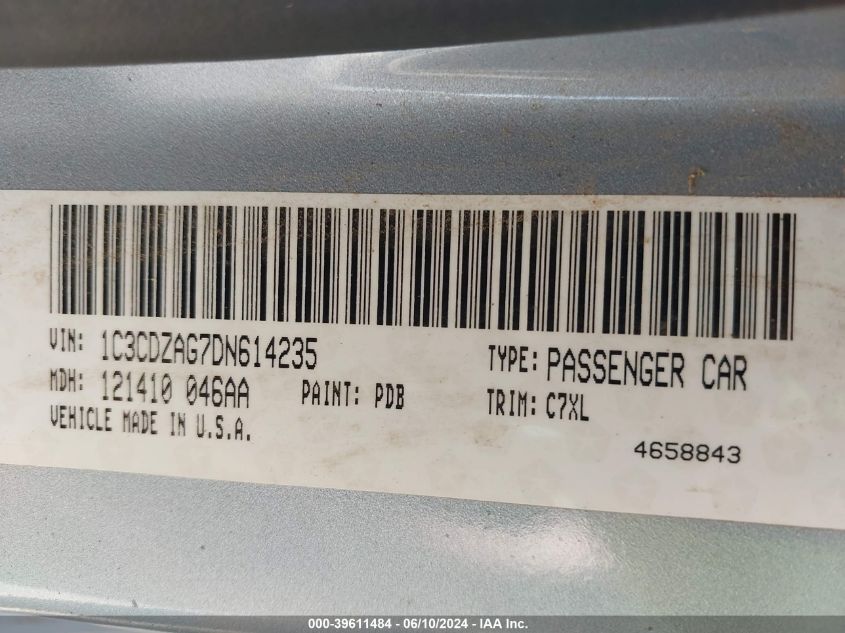 VIN: 1C3CDZAG7DN614235 TYPE: PASSENGER CAR
MDH: 121410 046AA PAINT: PDB TRIM: C7XL
VEHICLE MADE IN U.S.A. 4658843
000-39611484 - 06/10/2024 - IAA Inc.